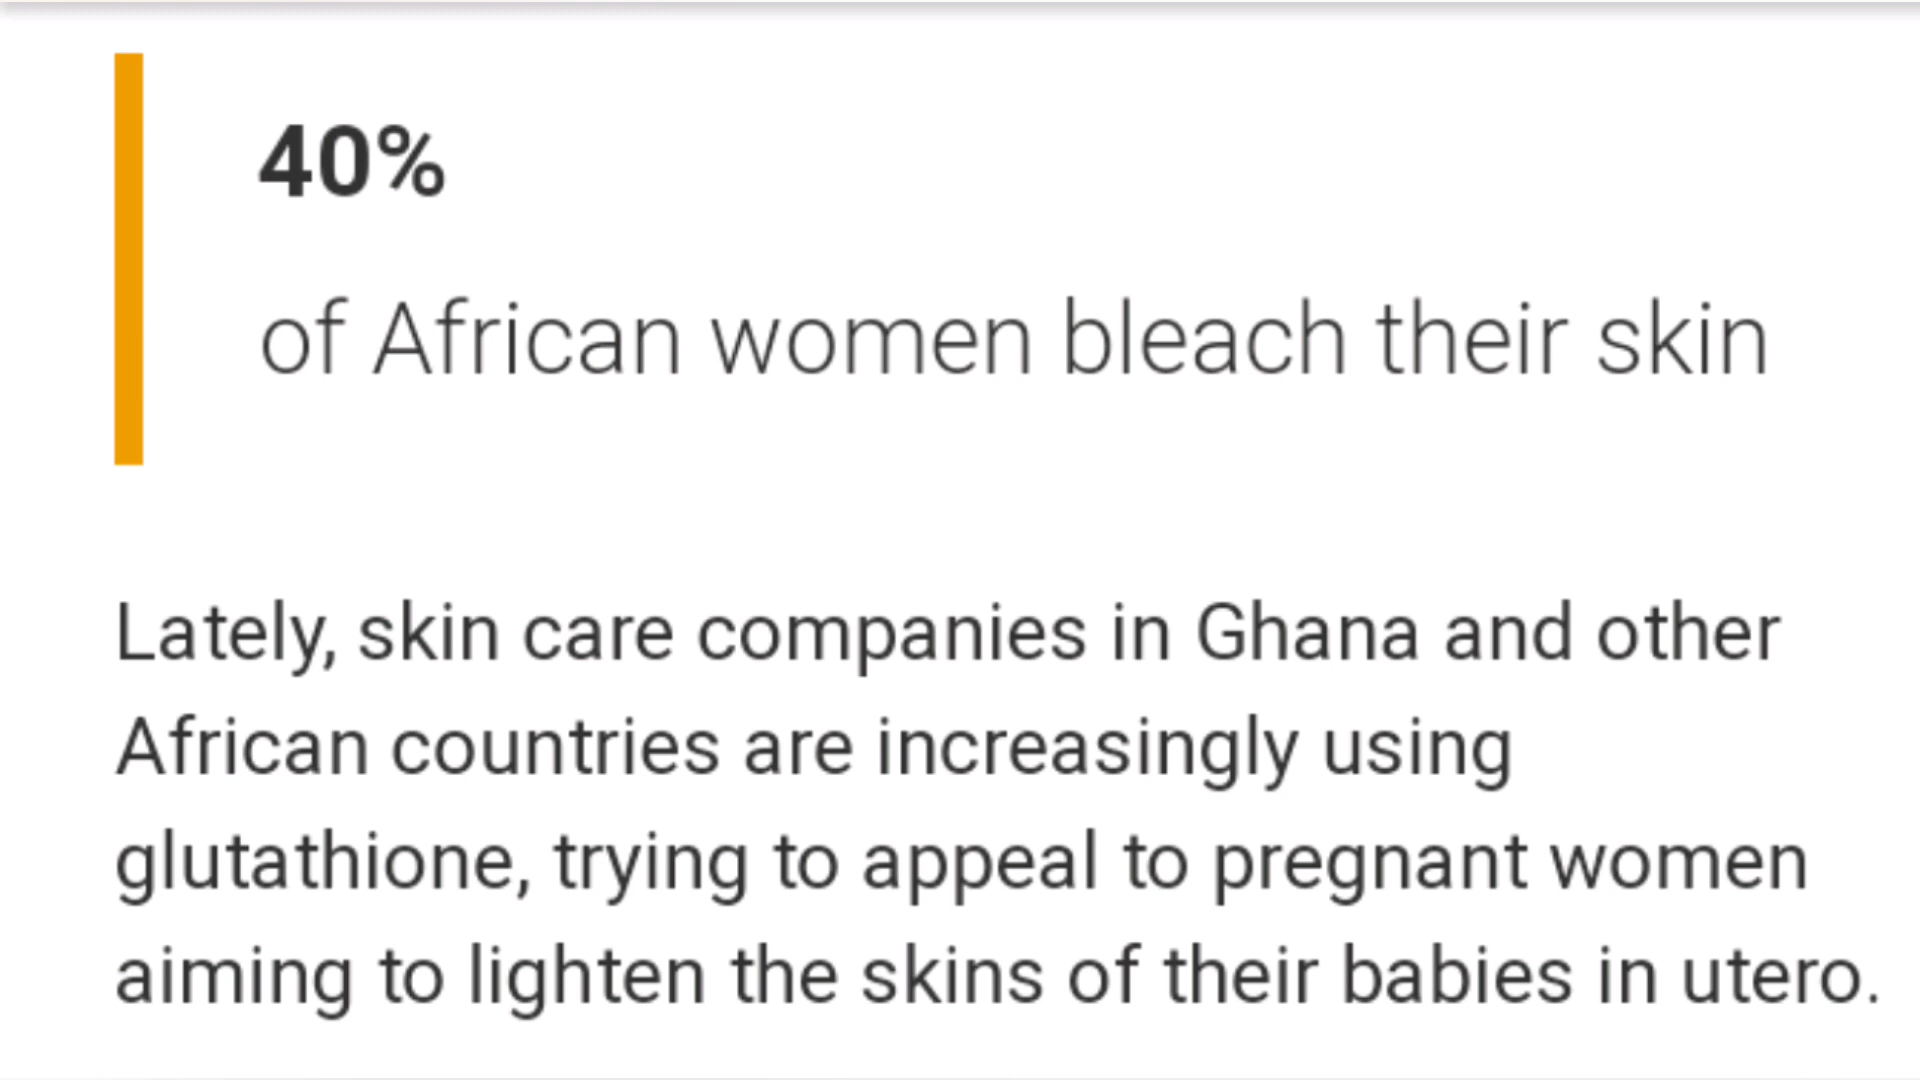 40%
of African women bleach their skin
Lately, skin care companies in Ghana and other
African countries are increasingly using
glutathione, trying to appeal to pregnant women
aiming to lighten the skins of their babies in utero.